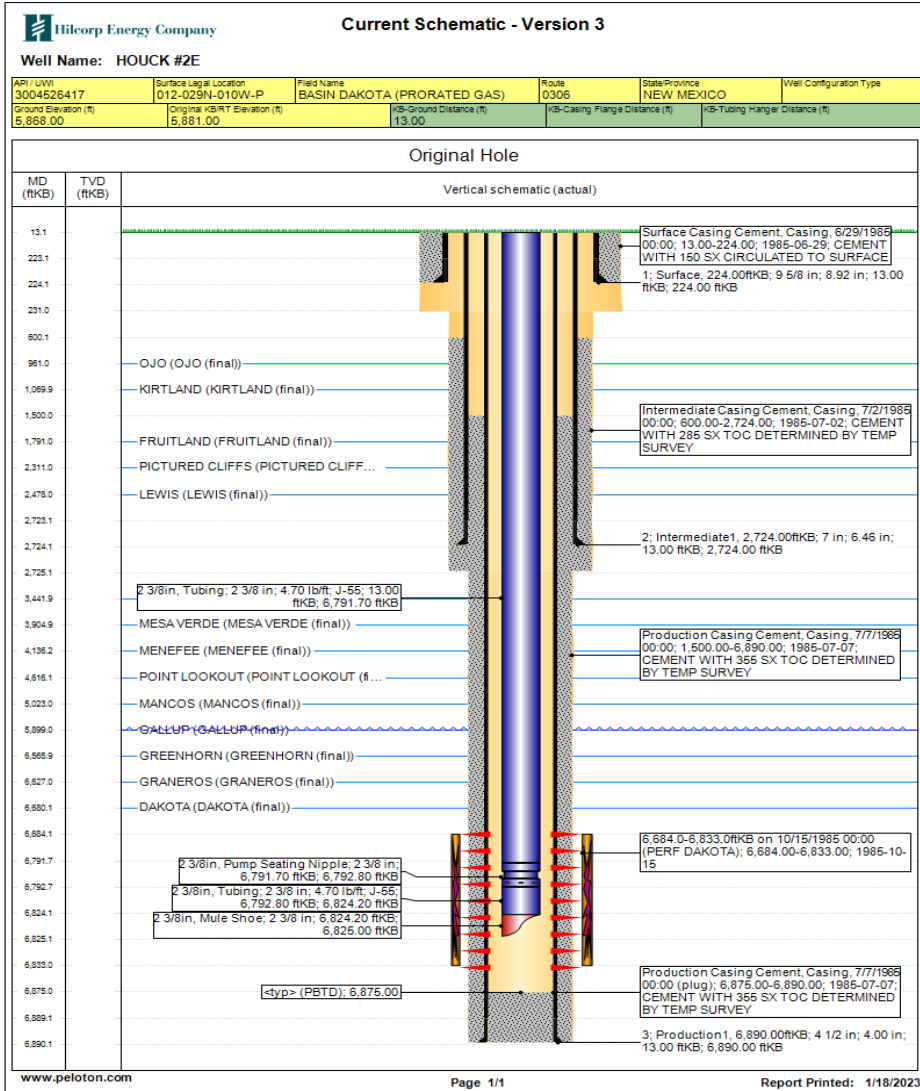 Hilcorp Energy Company
Current Schematic - Version 3
Well Name: HOUCK #2E
API / UWI
3004526417
Surface Legal Location
012-029N-010W-P
Field Name
BASIN DAKOTA (PRORATED GAS)
Route
0306
State/Province
NEW MEXICO
Well Configuration Type
Ground Elevation (ft)
5,868.00
Original KB/RT Elevation (ft)
5,881.00
KB-Ground Distance (ft)
13.00
KB-Casing Flange Distance (ft)
KB-Tubing Hanger Distance (ft)
Original Hole
MD
(ftKB)
TVD
(ftKB)
Vertical schematic (actual)
13.1
Surface Casing Cement, Casing, 6/29/1985
00:00; 13.00-224.00; 1985-06-29; CEMENT
WITH 150 SX CIRCULATED TO SURFACE
223.1
1; Surface, 224.00ftKB; 9 5/8 in; 8.92 in; 13.00
ftKB; 224.00 ftKB
224.1
231.0
600.1
961.0
OJO (OJO (final))
1,069.9
KIRTLAND (KIRTLAND (final))
1,500.0
Intermediate Casing Cement, Casing, 7/2/1985
00:00; 600.00-2,724.00; 1985-07-02; CEMENT
WITH 285 SX TOC DETERMINED BY TEMP
SURVEY
1,791.0
FRUITLAND (FRUITLAND (final))
2,311.0
PICTURED CLIFFS (PICTURED CLIFF...
2,478.0
LEWIS (LEWIS (final))
2,723.1
2,724.1
2; Intermediate1, 2,724.00ftKB; 7 in; 6.46 in;
13.00 ftKB; 2,724.00 ftKB
2,725.1
3,441.9
2 3/8in, Tubing; 2 3/8 in; 4.70 lb/ft; J-55; 13.00
ftKB; 6,791.70 ftKB
3,904.9
MESA VERDE (MESA VERDE (final))
4,136.2
MENEFEE (MENEFEE (final))
Production Casing Cement, Casing, 7/7/1985
00:00; 1,500.00-6,890.00; 1985-07-07;
CEMENT WITH 355 SX TOC DETERMINED
BY TEMP SURVEY
4,616.1
POINT LOOKOUT (POINT LOOKOUT (fi...
5,023.0
MANCOS (MANCOS (final))
5,899.0
GALLUP (GALLUP (final))
6,565.9
GREENHORN (GREENHORN (final))
6,627.0
GRANEROS (GRANEROS (final))
6,680.1
DAKOTA (DAKOTA (final))
6,684.1
6,684.0-6,833.0ftKB on 10/15/1985 00:00
(PERF DAKOTA); 6,684.00-6,833.00; 1985-10-
15
6,791.7
2 3/8in, Pump Seating Nipple; 2 3/8 in;
6,791.70 ftKB; 6,792.80 ftKB
6,792.7
2 3/8in, Tubing; 2 3/8 in; 4.70 lb/ft; J-55;
6,792.80 ftKB; 6,824.20 ftKB
6,824.1
2 3/8in, Mule Shoe; 2 3/8 in; 6,824.20 ftKB;
6,825.00 ftKB
6,825.1
6,833.0
6,875.0
<typ> (PBTD); 6,875.00
Production Casing Cement, Casing, 7/7/1985
00:00 (plug); 6,875.00-6,890.00; 1985-07-07;
CEMENT WITH 355 SX TOC DETERMINED
BY TEMP SURVEY
6,889.1
6,890.1
3; Production1, 6,890.00ftKB; 4 1/2 in; 4.00 in;
13.00 ftKB; 6,890.00 ftKB
www.peloton.com
Page 1/1
Report Printed: 1/18/2023